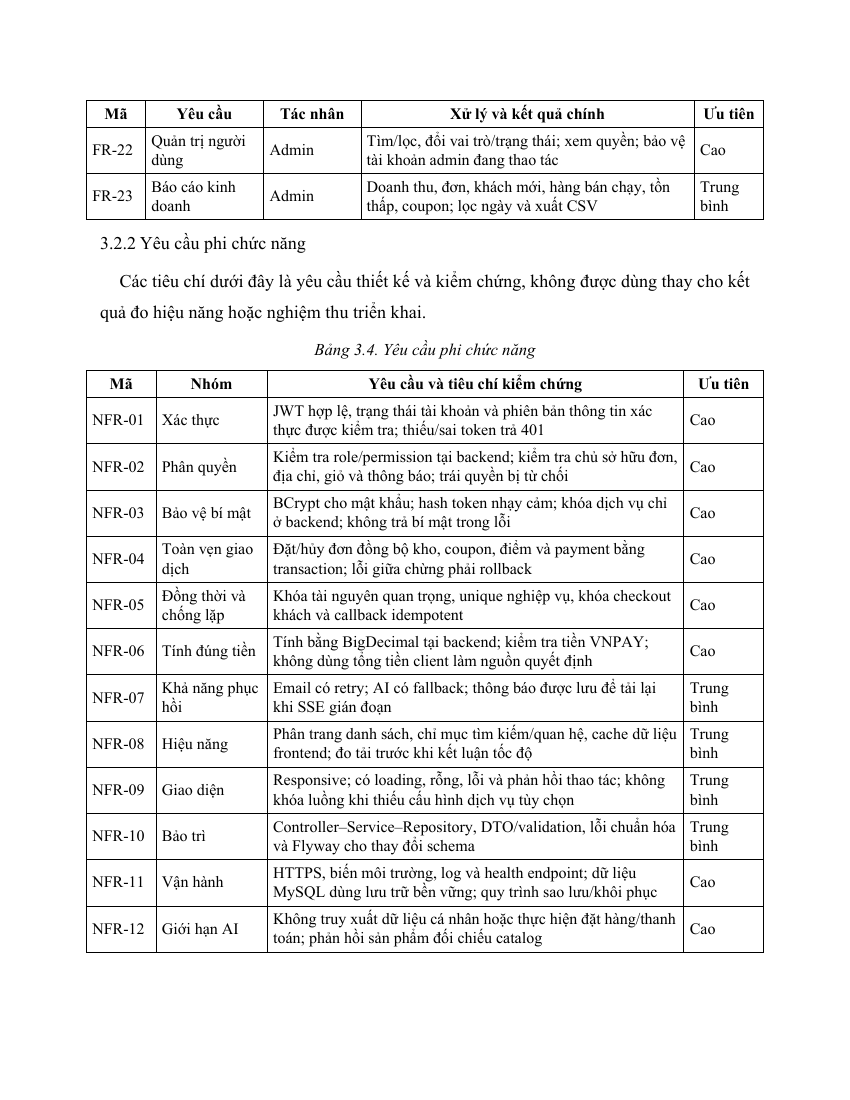 Mã Yêu cầu Tác nhân Xử lý và kết quả chính Ưu tiên
FR-22 Quản trị người dùng Admin Tìm/lọc, đổi vai trò/trạng thái; xem quyền; bảo vệ tài khoản admin đang thao tác Cao
FR-23 Báo cáo kinh doanh Admin Doanh thu, đơn, khách mới, hàng bán chạy, tồn thấp, coupon; lọc ngày và xuất CSV Trung bình
3.2.2 Yêu cầu phi chức năng
Các tiêu chí dưới đây là yêu cầu thiết kế và kiểm chứng, không được dùng thay cho kết
quả đo hiệu năng hoặc nghiệm thu triển khai.
Bảng 3.4. Yêu cầu phi chức năng
Mã Nhóm Yêu cầu và tiêu chí kiểm chứng Ưu tiên
NFR-01 Xác thực JWT hợp lệ, trạng thái tài khoản và phiên bản thông tin xác thực được kiểm tra; thiếu/sai token trả 401 Cao
NFR-02 Phân quyền Kiểm tra role/permission tại backend; kiểm tra chủ sở hữu đơn, địa chỉ, giỏ và thông báo; trái quyền bị từ chối Cao
NFR-03 Bảo vệ bí mật BCrypt cho mật khẩu; hash token nhạy cảm; khóa dịch vụ chỉ ở backend; không trả bí mật trong lỗi Cao
NFR-04 Toàn vẹn giao dịch Đặt/hủy đơn đồng bộ kho, coupon, điểm và payment bằng transaction; lỗi giữa chừng phải rollback Cao
NFR-05 Đồng thời và chống lặp Khóa tài nguyên quan trọng, unique nghiệp vụ, khóa checkout khách và callback idempotent Cao
NFR-06 Tính đúng tiền Tính bằng BigDecimal tại backend; kiểm tra tiền VNPAY; không dùng tổng tiền client làm nguồn quyết định Cao
NFR-07 Khả năng phục hồi Email có retry; AI có fallback; thông báo được lưu để tải lại khi SSE gián đoạn Trung bình
NFR-08 Hiệu năng Phân trang danh sách, chỉ mục tìm kiếm/quan hệ, cache dữ liệu frontend; đo tải trước khi kết luận tốc độ Trung bình
NFR-09 Giao diện Responsive; có loading, rỗng, lỗi và phản hồi thao tác; không khóa luồng khi thiếu cấu hình dịch vụ tùy chọn Trung bình
NFR-10 Bảo trì Controller–Service–Repository, DTO/validation, lỗi chuẩn hóa và Flyway cho thay đổi schema Trung bình
NFR-11 Vận hành HTTPS, biến môi trường, log và health endpoint; dữ liệu MySQL dùng lưu trữ bền vững; quy trình sao lưu/khôi phục Cao
NFR-12 Giới hạn AI Không truy xuất dữ liệu cá nhân hoặc thực hiện đặt hàng/thanh toán; phản hồi sản phẩm đối chiếu catalog Cao